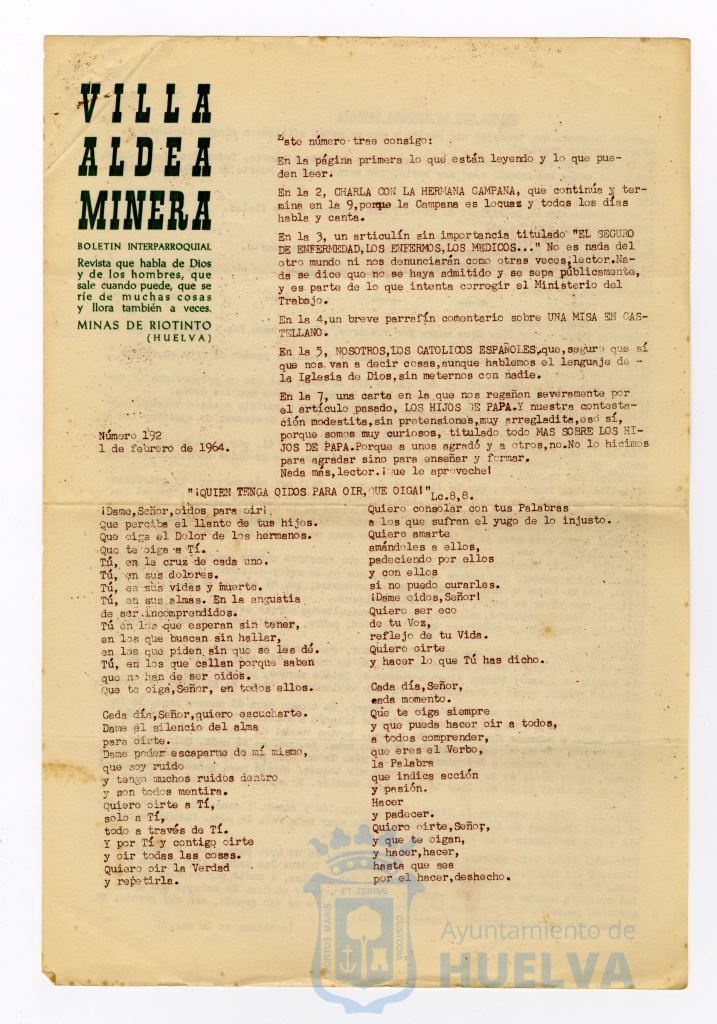 VILLA
ALDEA
MINERA
BOLETIN INTERPARROQUIAL
Revista que habla de Dios
y de los hombres, que
sale cuando puede, que se
ríe de muchas cosas
y llora también a veces.
MINAS DE RIOTINTO
(HUELVA)
Número 192
1 de febrero de 1964.
Este número trae consigo:
En la página primera lo que están leyendo y lo que pue-
den leer.
En la 2, CHARLA CON LA HERMANA CAMPANA, que continúa y ter-
mina en la 9, porque la Campana es locuaz y todos los días
habla y canta.
En la 3, un articulín sin importancia titulado "EL SEGURO
DE ENFERMEDAD,LOS ENFERMOS,LOS MEDICOS..." No es nada del
otro mundo ni nos denunciarán como otras veces,lector.Na-
da se dice que no se haya admitido y se sepa públicamente,
y es parte de lo que intenta corregir el Ministerio del
Trabajo.
En la 4,un breve parrafín comentario sobre UNA MISA EN CAS-
TELLANO.
En la 5, NOSOTROS,LOS CATOLICOS ESPAÑOLES,que,seguro que sí
que nos van a decir cosas,aunque hablemos el lenguaje de -
la Iglesia de Dios,sin meternos con nadie.
En la 7, una carta en la que nos regañan severamente por
el artículo pasado, LOS HIJOS DE PAPA.Y nuestra contesta-
ción modestita,sin pretensiones,muy arregladita,eso sí,
porque somos muy curiosos, titulado todo MAS SOBRE LOS HI-
JOS DE PAPA.Porque a unos agradó y a otros,no.No lo hicimos
para agradar sino para enseñar y formar.
Nada más,lector.¡Que le aproveche!
"¡QUIEN TENGA OIDOS PARA OIR,QUE OIGA!" Lc.8,8.
¡Dame,Señor,oidos para oir!
Que perciba el llanto de tus hijos.
Que oiga el Dolor de los hermanos.
Que te oiga a Tí.
Tú, en la cruz de cada uno.
Tú, en sus dolores.
Tú, en sus vidas y muerte.
Tú, en sus almas. En la angustia
de ser incomprendidos.
Tú en los que esperan sin tener,
en los que buscan sin hallar,
en los que piden sin que se les dé.
Tú, en los que callan porque saben
que no han de ser oidos.
Que te oiga,Señor, en todos ellos.
Cada día,Señor,quiero escucharte.
Dame el silencio del alma
para oirte.
Dame poder escaparme de mí mismo,
que soy ruido
y tengo muchos ruidos dentro
y son todos mentira.
Quiero oirte a Tí,
solo a Tí,
todo a través de Tí.
Y por Tí y contigo oirte
y oir todas las cosas.
Quiero oir la Verdad
y repetirla.
Quiero consolar con tus Palabras
a los que sufran el yugo de lo injusto.
Quiero amarte
amándoles a ellos,
padeciendo por ellos
y con ellos
si no puedo curarles.
¡Dame oidos,Señor!
Quiero ser eco
de tu Voz,
reflejo de tu Vida.
Quiero oirte
y hacer lo que Tú has dicho.
Cada día,Señor,
cada momento.
Que te oiga siempre
y que pueda hacer oir a todos,
a todos comprender,
que eres el Verbo,
la Palabra
que indica acción
y pasión.
Hacer
y padecer.
Quiero oirte,Señor,
y que te oigan,
y hacer,hacer,
hasta que sea
por el hacer,deshecho.
PORTUS MARIS
ET TERRÆ
CUSTODIA
Ayuntamiento de
HUELVA